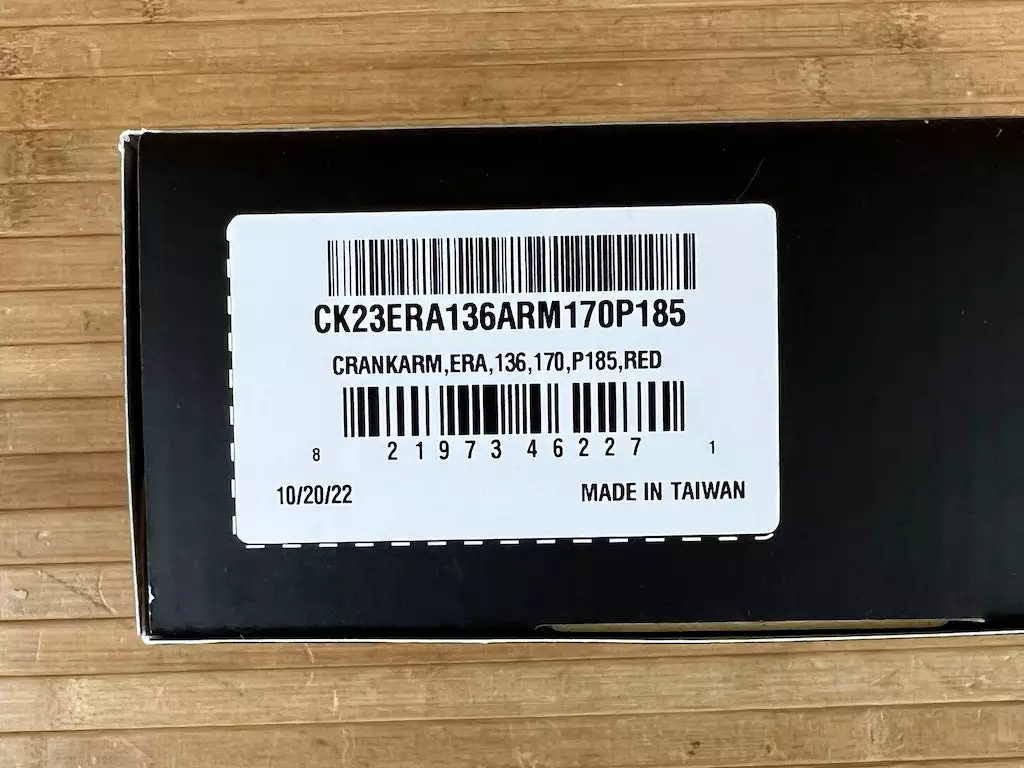 CK23ERA136ARM170P185
CRANKARM,ERA,136,170,P185,RED
8 21973 46227 1
10/20/22 MADE IN TAIWAN